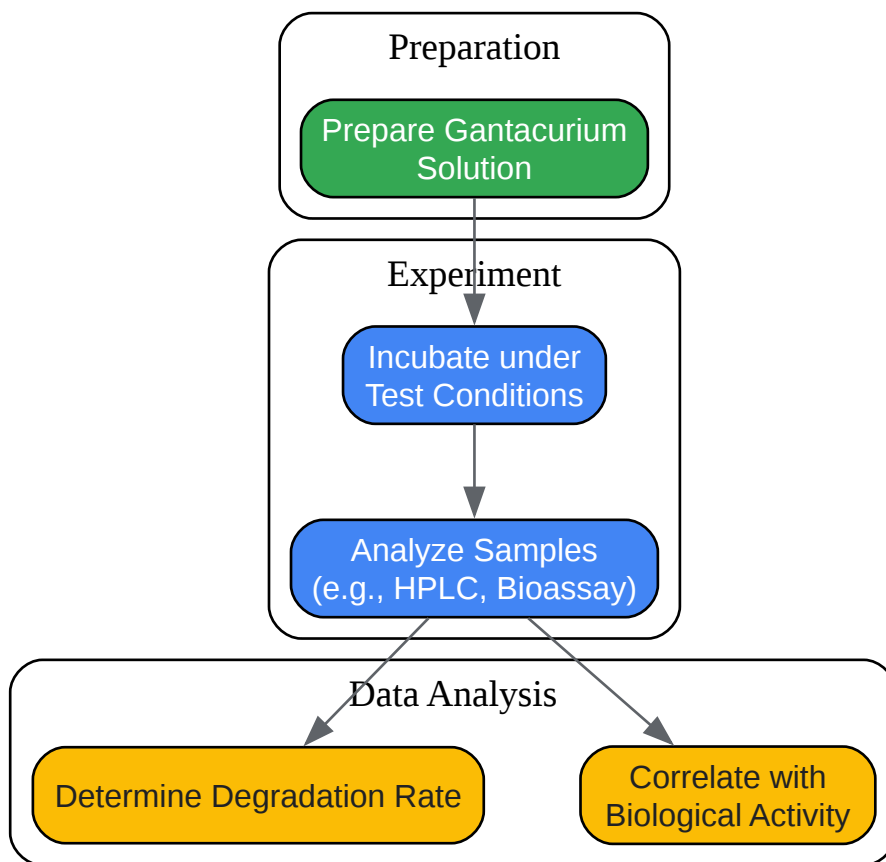 Preparation
Prepare Gantacurium
Solution
Experiment
Incubate under
Test Conditions
Analyze Samples
(e.g., HPLC, Bioassay)
Data Analysis
Determine Degradation Rate
Correlate with
Biological Activity